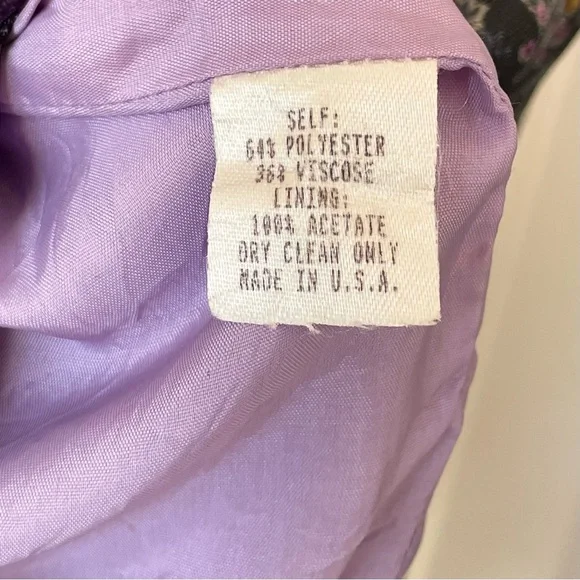 SELF:
64% POLYESTER
36% VISCOSE
LINING:
100% ACETATE
DRY CLEAN ONLY
MADE IN U.S.A.